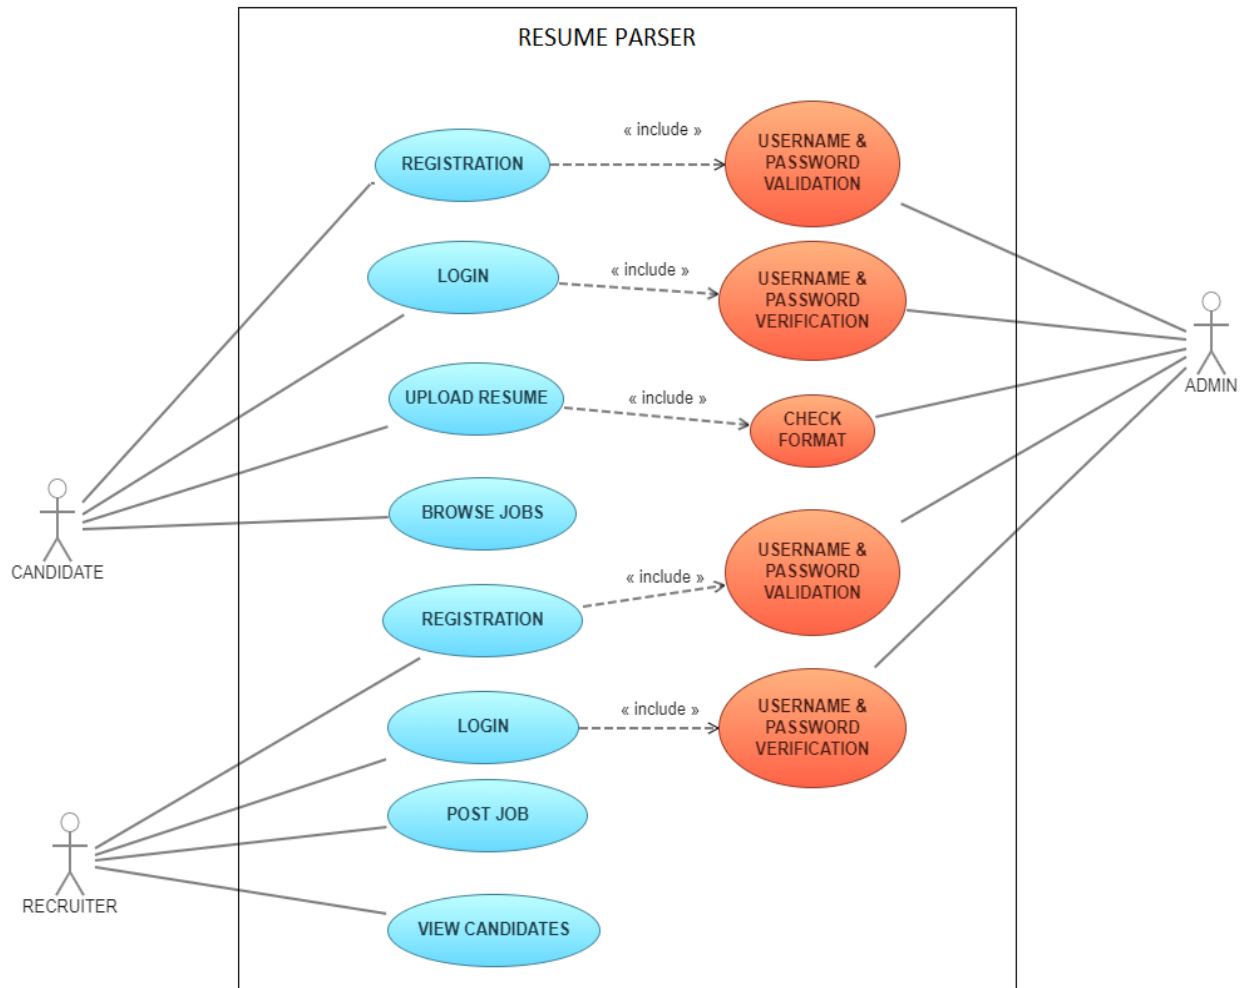 RESUME PARSER
REGISTRATION
« include »
USERNAME &
PASSWORD
VALIDATION
LOGIN
« include »
USERNAME &
PASSWORD
VERIFICATION
ADMIN
UPLOAD RESUME
« include »
CHECK
FORMAT
CANDIDATE
BROWSE JOBS
REGISTRATION
« include »
USERNAME &
PASSWORD
VALIDATION
LOGIN
« include »
USERNAME &
PASSWORD
VERIFICATION
POST JOB
RECRUITER
VIEW CANDIDATES